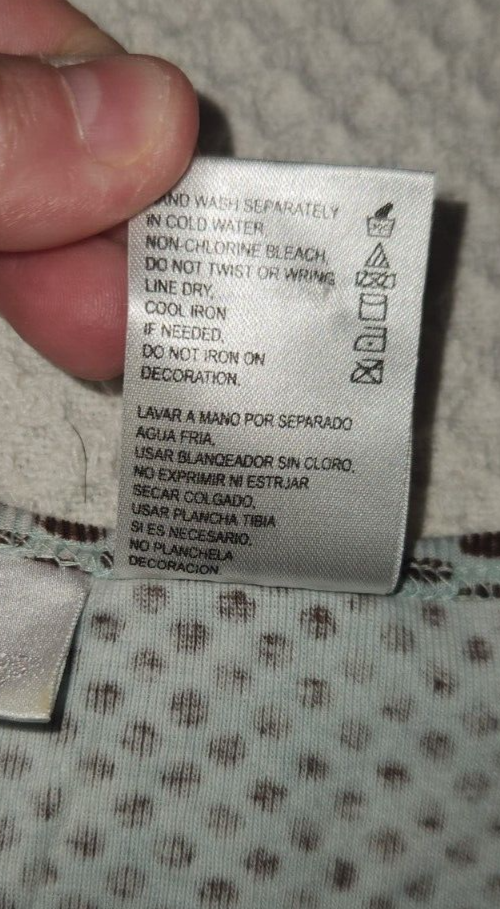 HAND WASH SEPARATELY
IN COLD WATER
NON-CHLORINE BLEACH,
DO NOT TWIST OR WRING
LINE DRY,
COOL IRON
IF NEEDED.
DO NOT IRON ON
DECORATION.
LAVAR A MANO POR SEPARADO
AGUA FRIA,
USAR BLANQEADOR SIN CLORO,
NO EXPRIMIR NI ESTRJAR
SECAR COLGADO,
USAR PLANCHA TIBIA
SI ES NECESARIO.
NO PLANCHELA
DECORACION